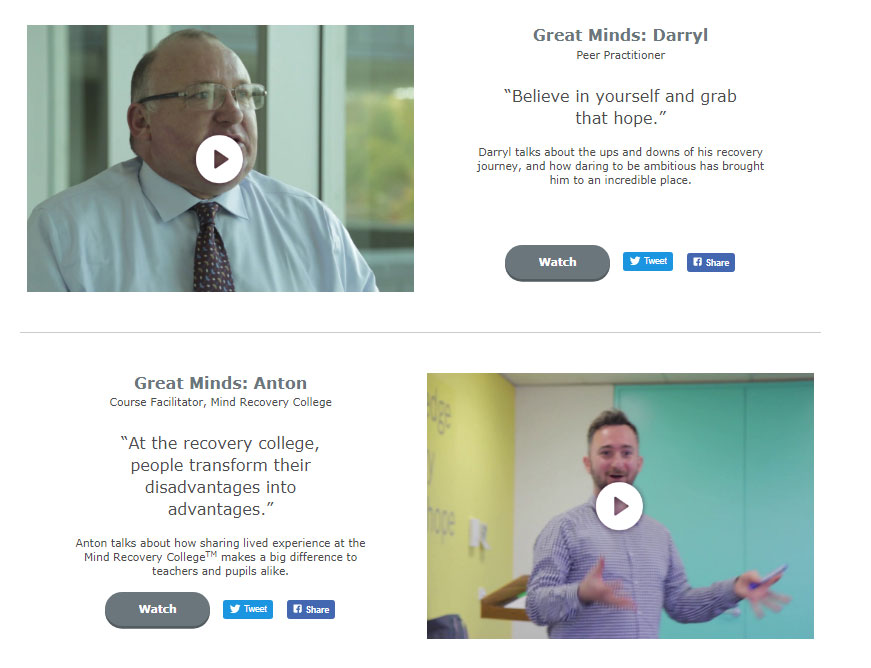 Great Minds: Darryl
Peer Practitioner
“Believe in yourself and grab
that hope.”
Darryl talks about the ups and downs of his recovery
journey, and how daring to be ambitious has brought
him to an incredible place.
Watch
Tweet
Share
Great Minds: Anton
Course Facilitator, Mind Recovery College
“At the recovery college,
people transform their
disadvantages into
advantages.”
Anton talks about how sharing lived experience at the
Mind Recovery College™ makes a big difference to
teachers and pupils alike.
Watch
Tweet
Share
hope